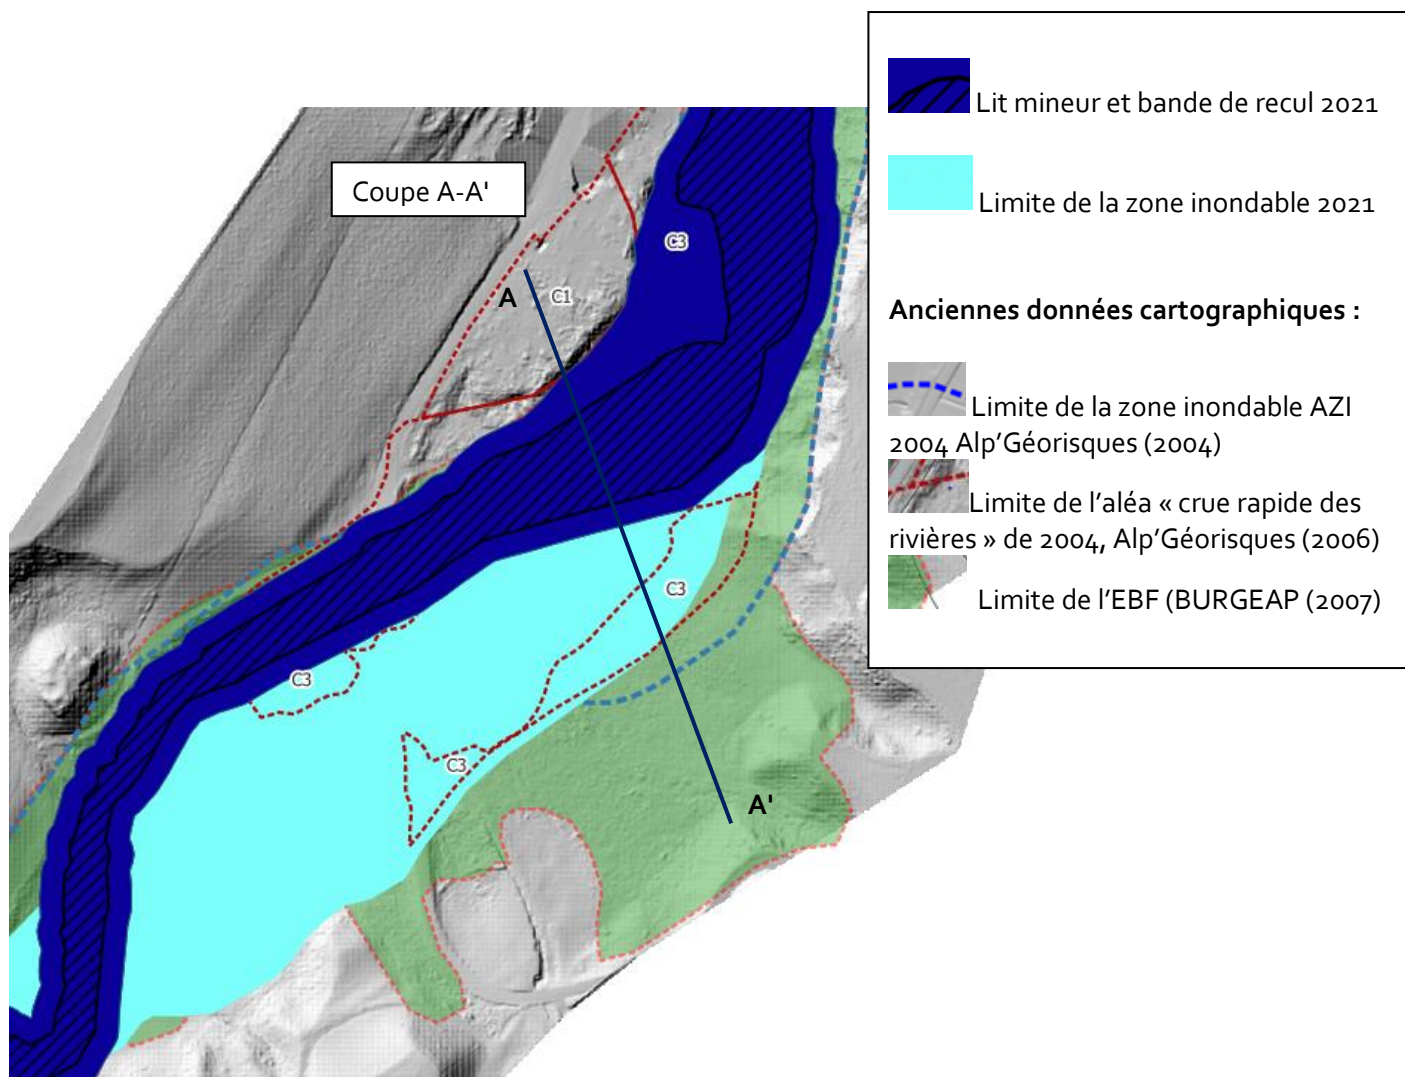 Coupe A-A'
C3
A
C1
C3
C3
C3
A'
Lit mineur et bande de recul 2021
Limite de la zone inondable 2021
Anciennes données cartographiques :
Limite de la zone inondable AZI
2004 Alp’Géorisques (2004)
Limite de l’aléa « crue rapide des
rivières » de 2004, Alp’Géorisques (2006)
Limite de l’EBF (BURGEAP (2007)